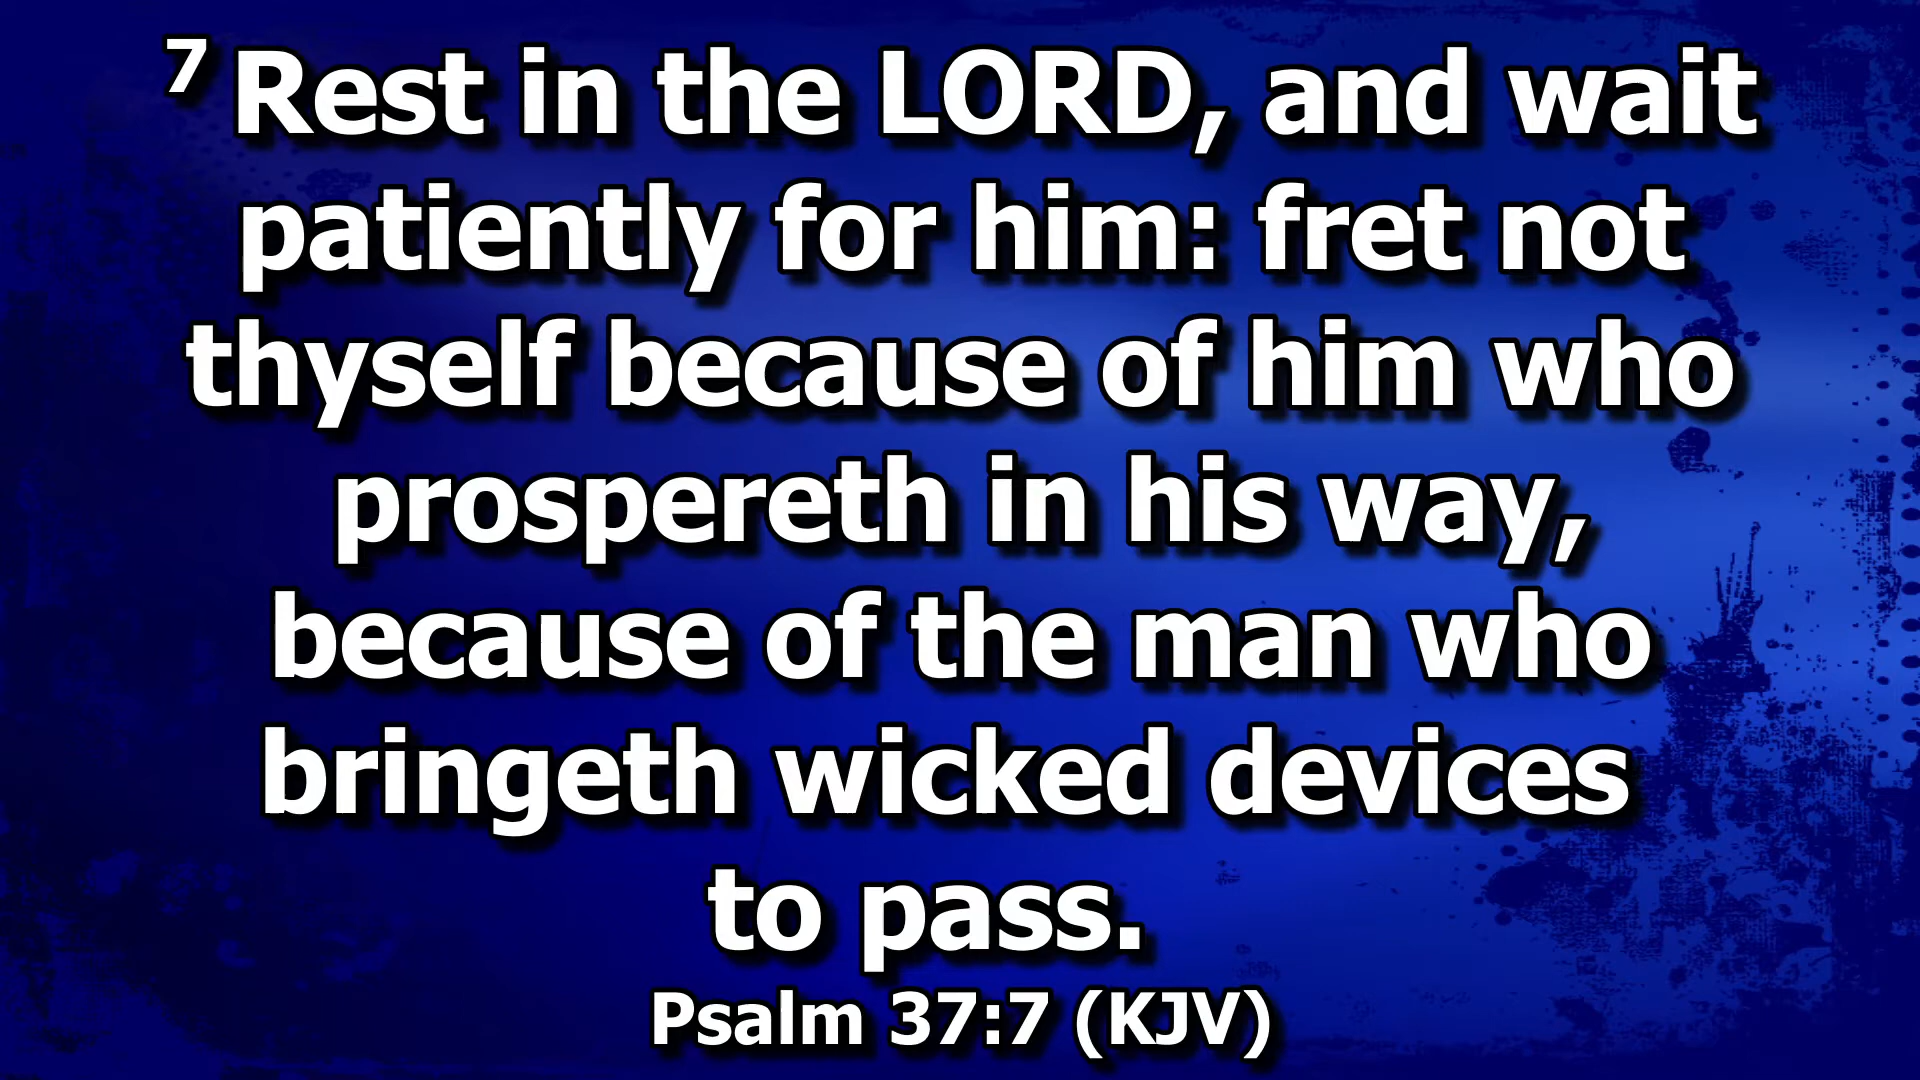 7 Rest in the LORD, and wait
patiently for him: fret not
thyself because of him who
prospereth in his way,
because of the man who
bringeth wicked devices
to pass.
Psalm 37:7 (KJV)